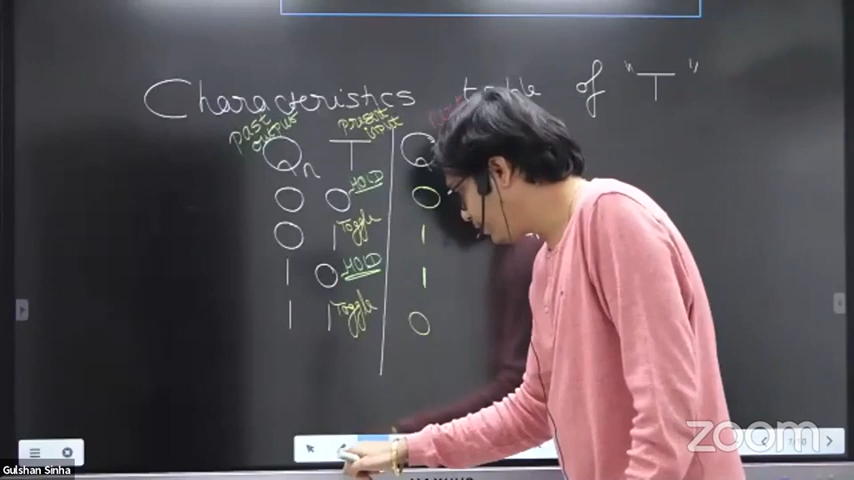 Characteristics table of "T"
past output
present input
Qn T Q
0 0 HOLD 0
0 1 Toggle 1
1 0 HOLD 1
1 1 Toggle 0
zoom
Gulshan Sinha